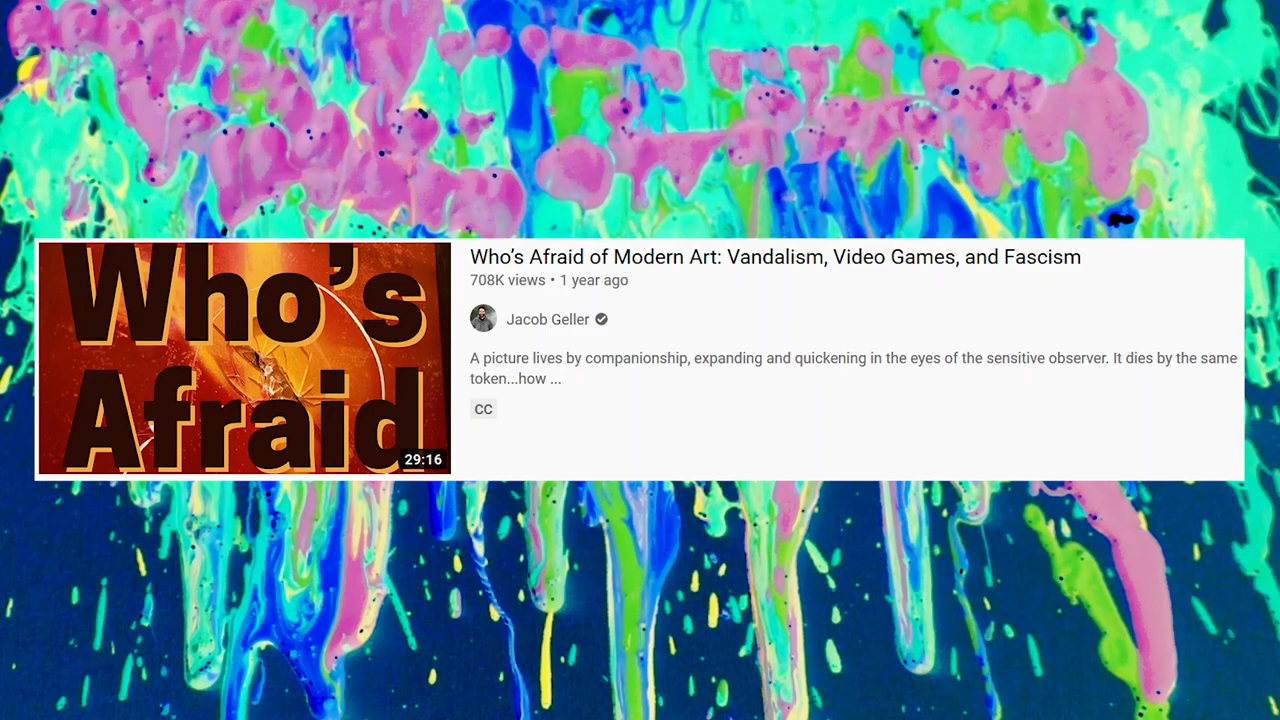 Who's
Afraid
29:16
Who's Afraid of Modern Art: Vandalism, Video Games, and Fascism
708K views • 1 year ago
Jacob Geller
A picture lives by companionship, expanding and quickening in the eyes of the sensitive observer. It dies by the same
token...how ...
CC